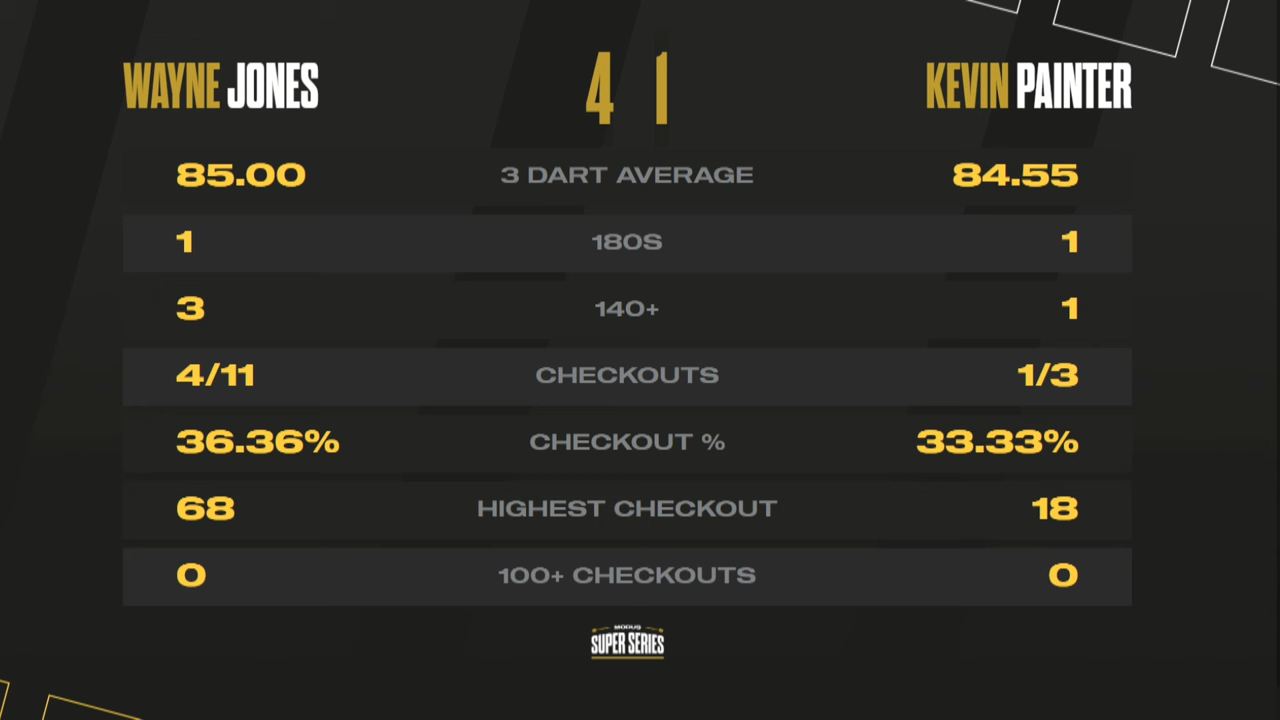 WAYNE JONES 4 1 KEVIN PAINTER
85.00 3 DART AVERAGE 84.55
1 180S 1
3 140+ 1
4/11 CHECKOUTS 1/3
36.36% CHECKOUT % 33.33%
68 HIGHEST CHECKOUT 18
0 100+ CHECKOUTS 0
MODUS
SUPER SERIES